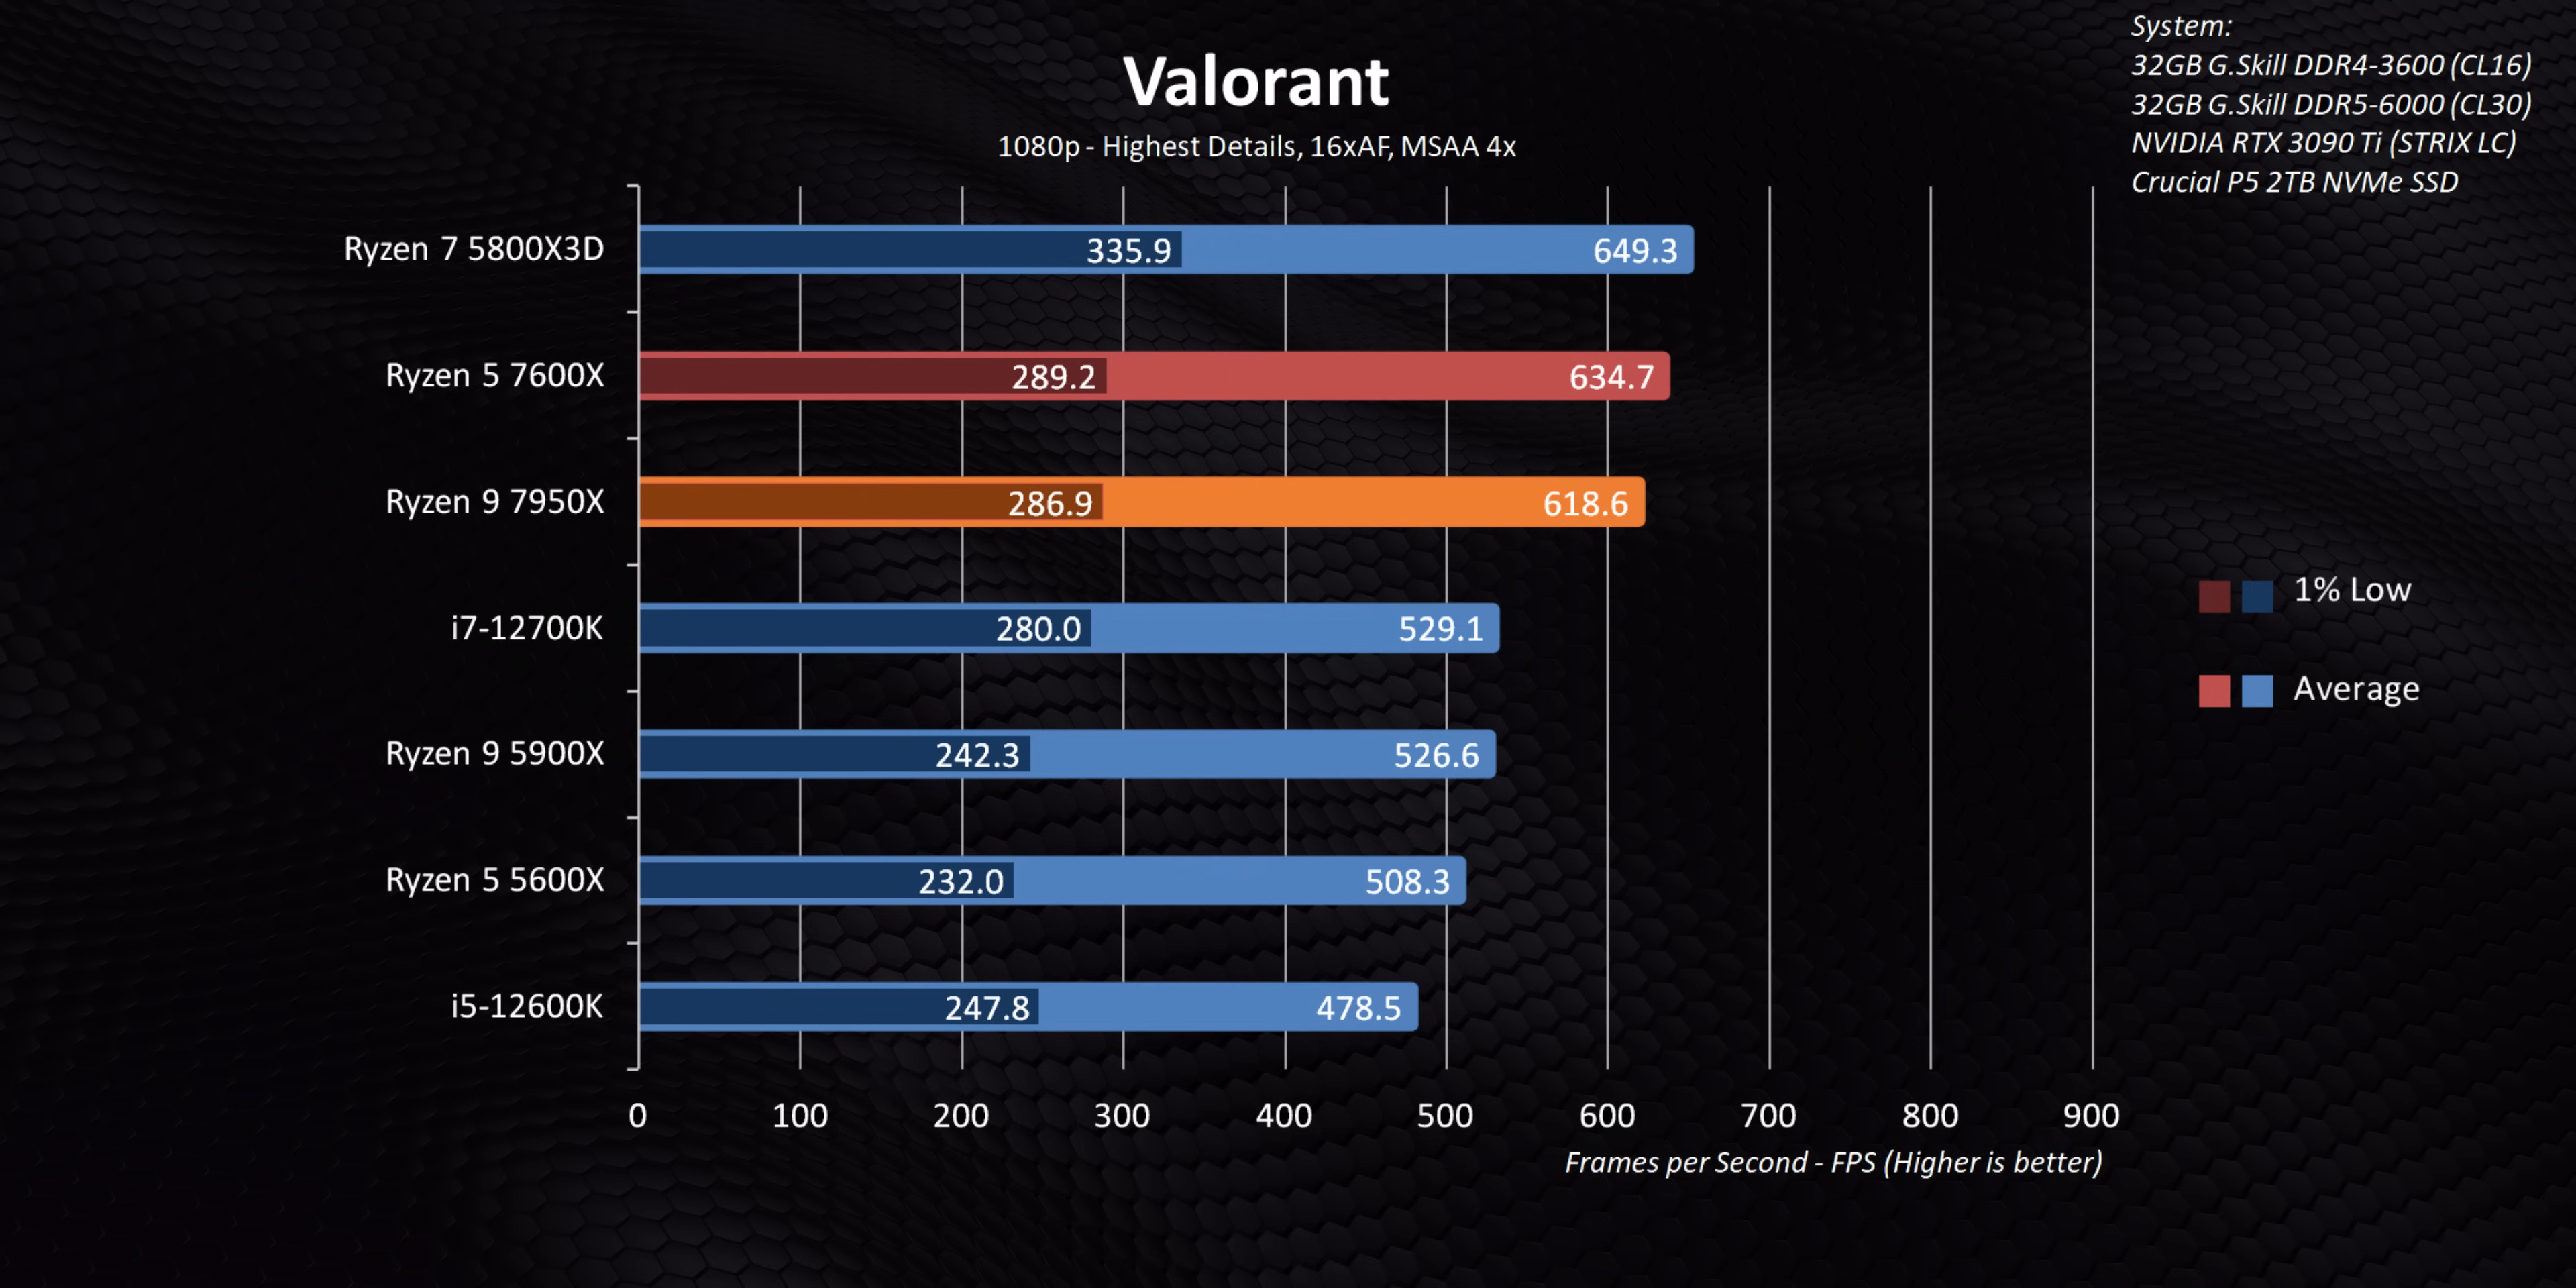 System:
32GB G.Skill DDR4-3600 (CL16)
32GB G.Skill DDR5-6000 (CL30)
NVIDIA RTX 3090 Ti (STRIX LC)
Crucial P5 2TB NVMe SSD
Valorant
1080p - Highest Details, 16xAF, MSAA 4x
Ryzen 7 5800X3D 335.9 649.3
Ryzen 5 7600X 289.2 634.7
Ryzen 9 7950X 286.9 618.6
i7-12700K 280.0 529.1
Ryzen 9 5900X 242.3 526.6
Ryzen 5 5600X 232.0 508.3
i5-12600K 247.8 478.5
1% Low
Average
0 100 200 300 400 500 600 700 800 900
Frames per Second - FPS (Higher is better)